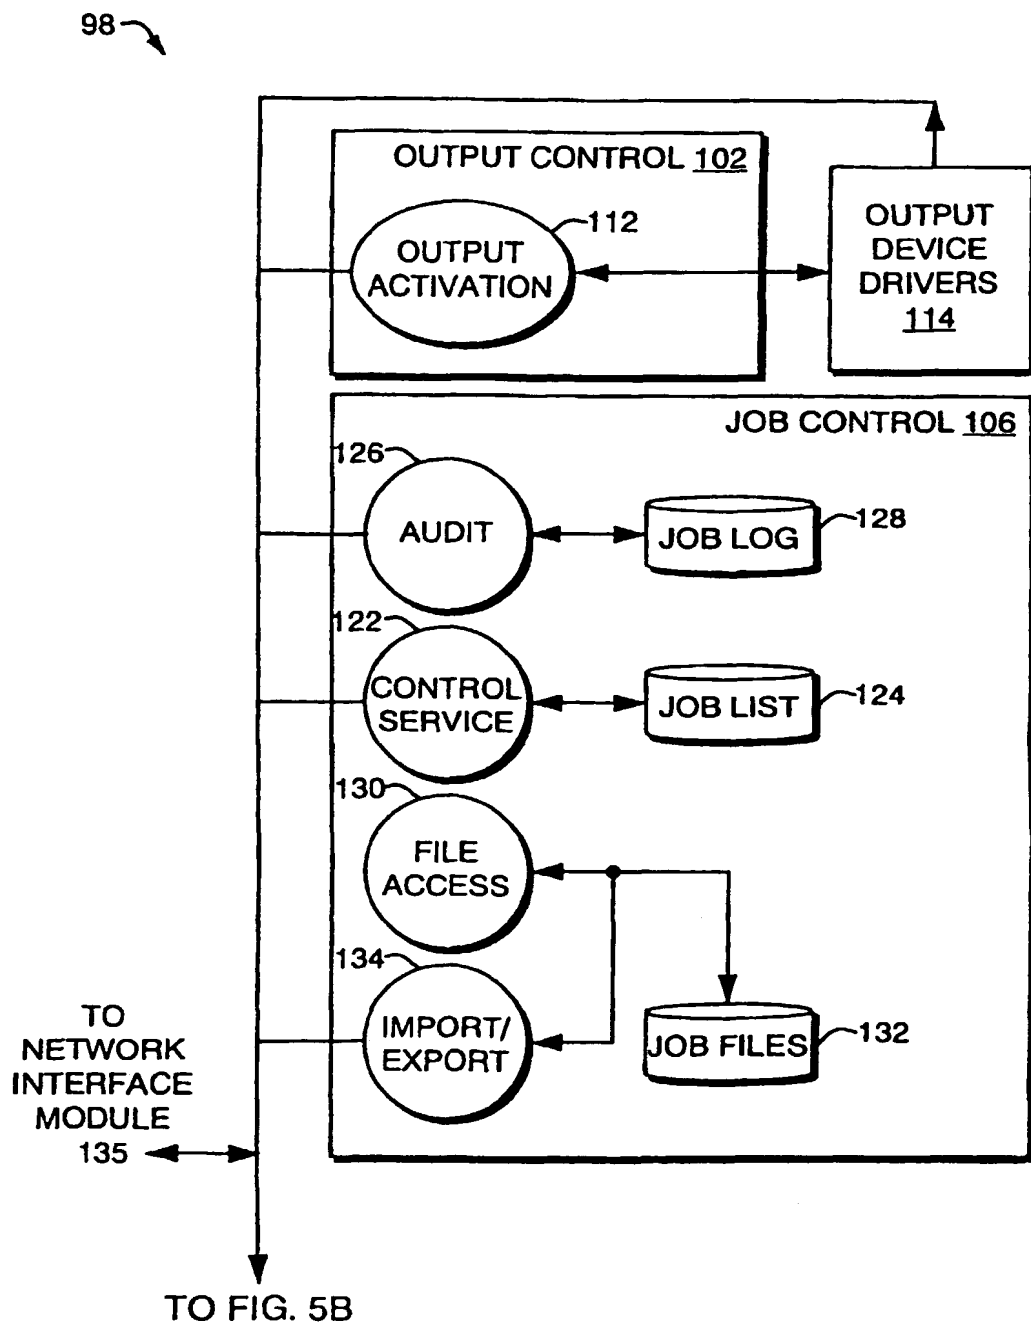 98
OUTPUT CONTROL 102
112
OUTPUT
ACTIVATION
OUTPUT
DEVICE
DRIVERS
114
JOB CONTROL 106
126
AUDIT
JOB LOG
128
122
CONTROL
SERVICE
JOB LIST
124
130
FILE
ACCESS
134
IMPORT/
EXPORT
JOB FILES
132
TO
NETWORK
INTERFACE
MODULE
135
TO FIG. 5B